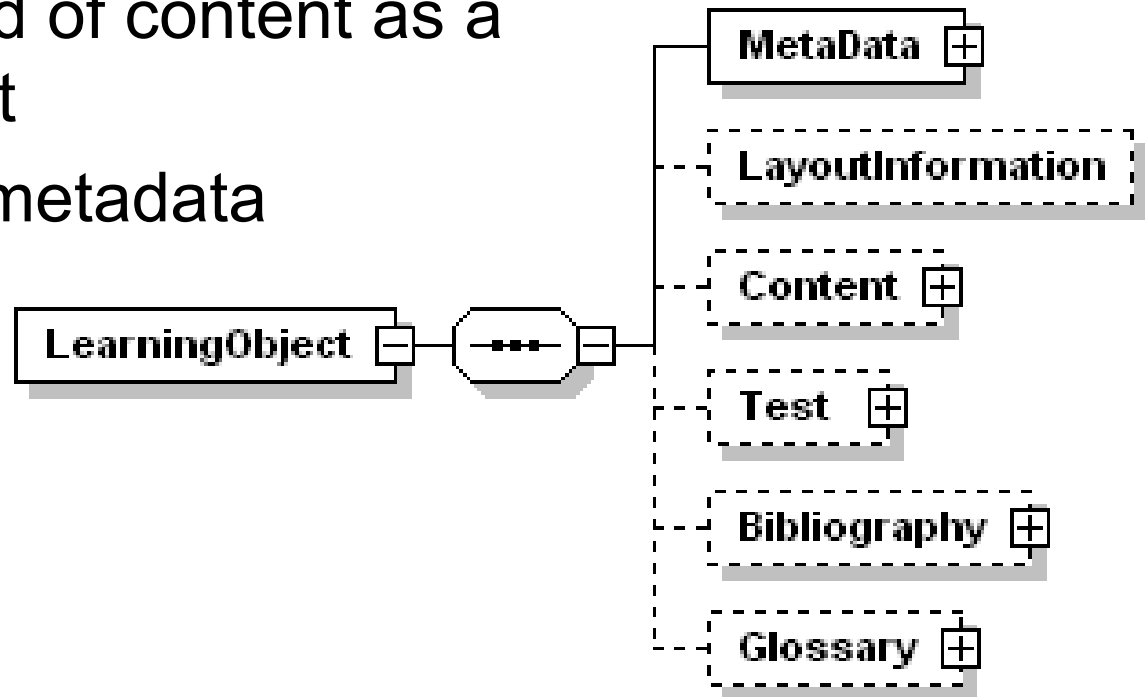 d of content as a
t
metadata
MetaData
LayoutInformation
Content
LearningObject
Test
Bibliography
Glossary